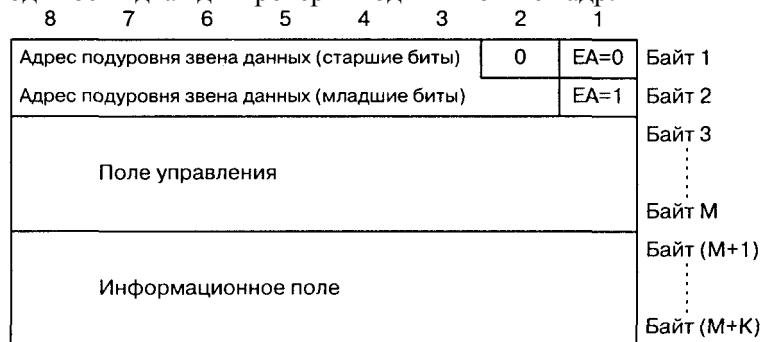 8 7 6 5 4 3 2 1
Адрес подуровня звена данных (старшие биты) 0 EA=0 Байт 1
Адрес подуровня звена данных (младшие биты) EA=1 Байт 2
Байт 3
Поле управления
Байт M
Байт (M+1)
Информационное поле
Байт (M+K)